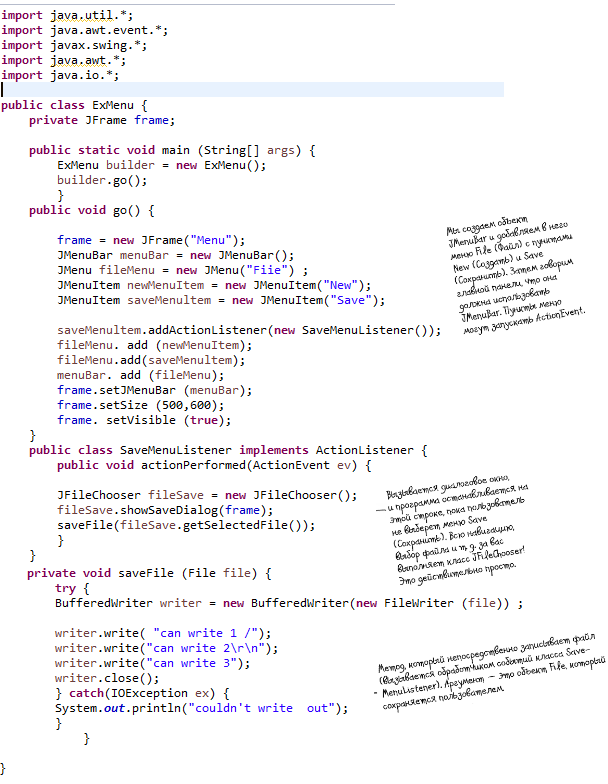 import java.util.*;
import java.awt.event.*;
import javax.swing.*;
import java.awt.*;
import java.io.*;
public class ExMenu {
private JFrame frame;
public static void main (String[] args) {
ExMenu builder = new ExMenu();
builder.go();
}
public void go() {
frame = new JFrame("Menu");
JMenuBar menuBar = new JMenuBar();
JMenu fileMenu = new JMenu("Fiie") ;
JMenuItem newMenuItem = new JMenuItem("New");
JMenuItem saveMenultem = new JMenuItem("Save");
Мы создаем объект
JMenuBar и добавляем в него
меню File (Файл) с пунктами
New (Создать) и Save
(Сохранить). Затем говорим
главной панели, что она
должна использовать
JMenuBar. Пункты меню
могут запускать ActionEvent.
saveMenultem.addActionListener(new SaveMenuListener());
fileMenu. add (newMenuItem);
fileMenu.add(saveMenultem);
menuBar. add (fileMenu);
frame.setJMenuBar (menuBar);
frame.setSize (500,600);
frame. setVisible (true);
}
public class SaveMenuListener implements ActionListener {
public void actionPerformed(ActionEvent ev) {
JFileChooser fileSave = new JFileChooser();
fileSave.showSaveDialog(frame);
saveFile(fileSave.getSelectedFile());
}
}
Вызывается диалоговое окно,
— и программа останавливается на
этой строке, пока пользователь
не выберет меню Save
(Сохранить). Всю навигацию,
выбор файла и т. д. за вас
выполняет класс JFileChooser!
Это действительно просто.
private void saveFile (File file) {
try {
BufferedWriter writer = new BufferedWriter(new FileWriter (file)) ;
writer.write( "can write 1 /");
writer.write("can write 2\r\n");
writer.write("can write 3");
writer.close();
} catch(IOException ex) {
System.out.println("couldn't write  out");
}
}
Метод, который непосредственно записывает файл
(вызывается обработчиком событий класса Save-
- MenuListener). Аргумент — это объект File, который
сохраняется пользователем.
}